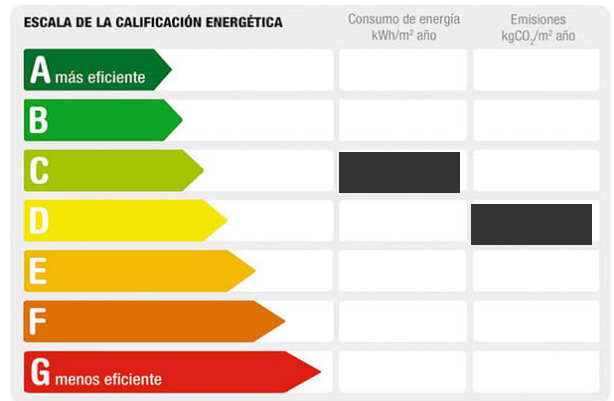 ESCALA DE LA CALIFICACIÓN ENERGÉTICA
Consumo de energía
kWh/m² año
Emisiones
kgCO₂/m² año
A más eficiente
B
C
D
E
F
G menos eficiente